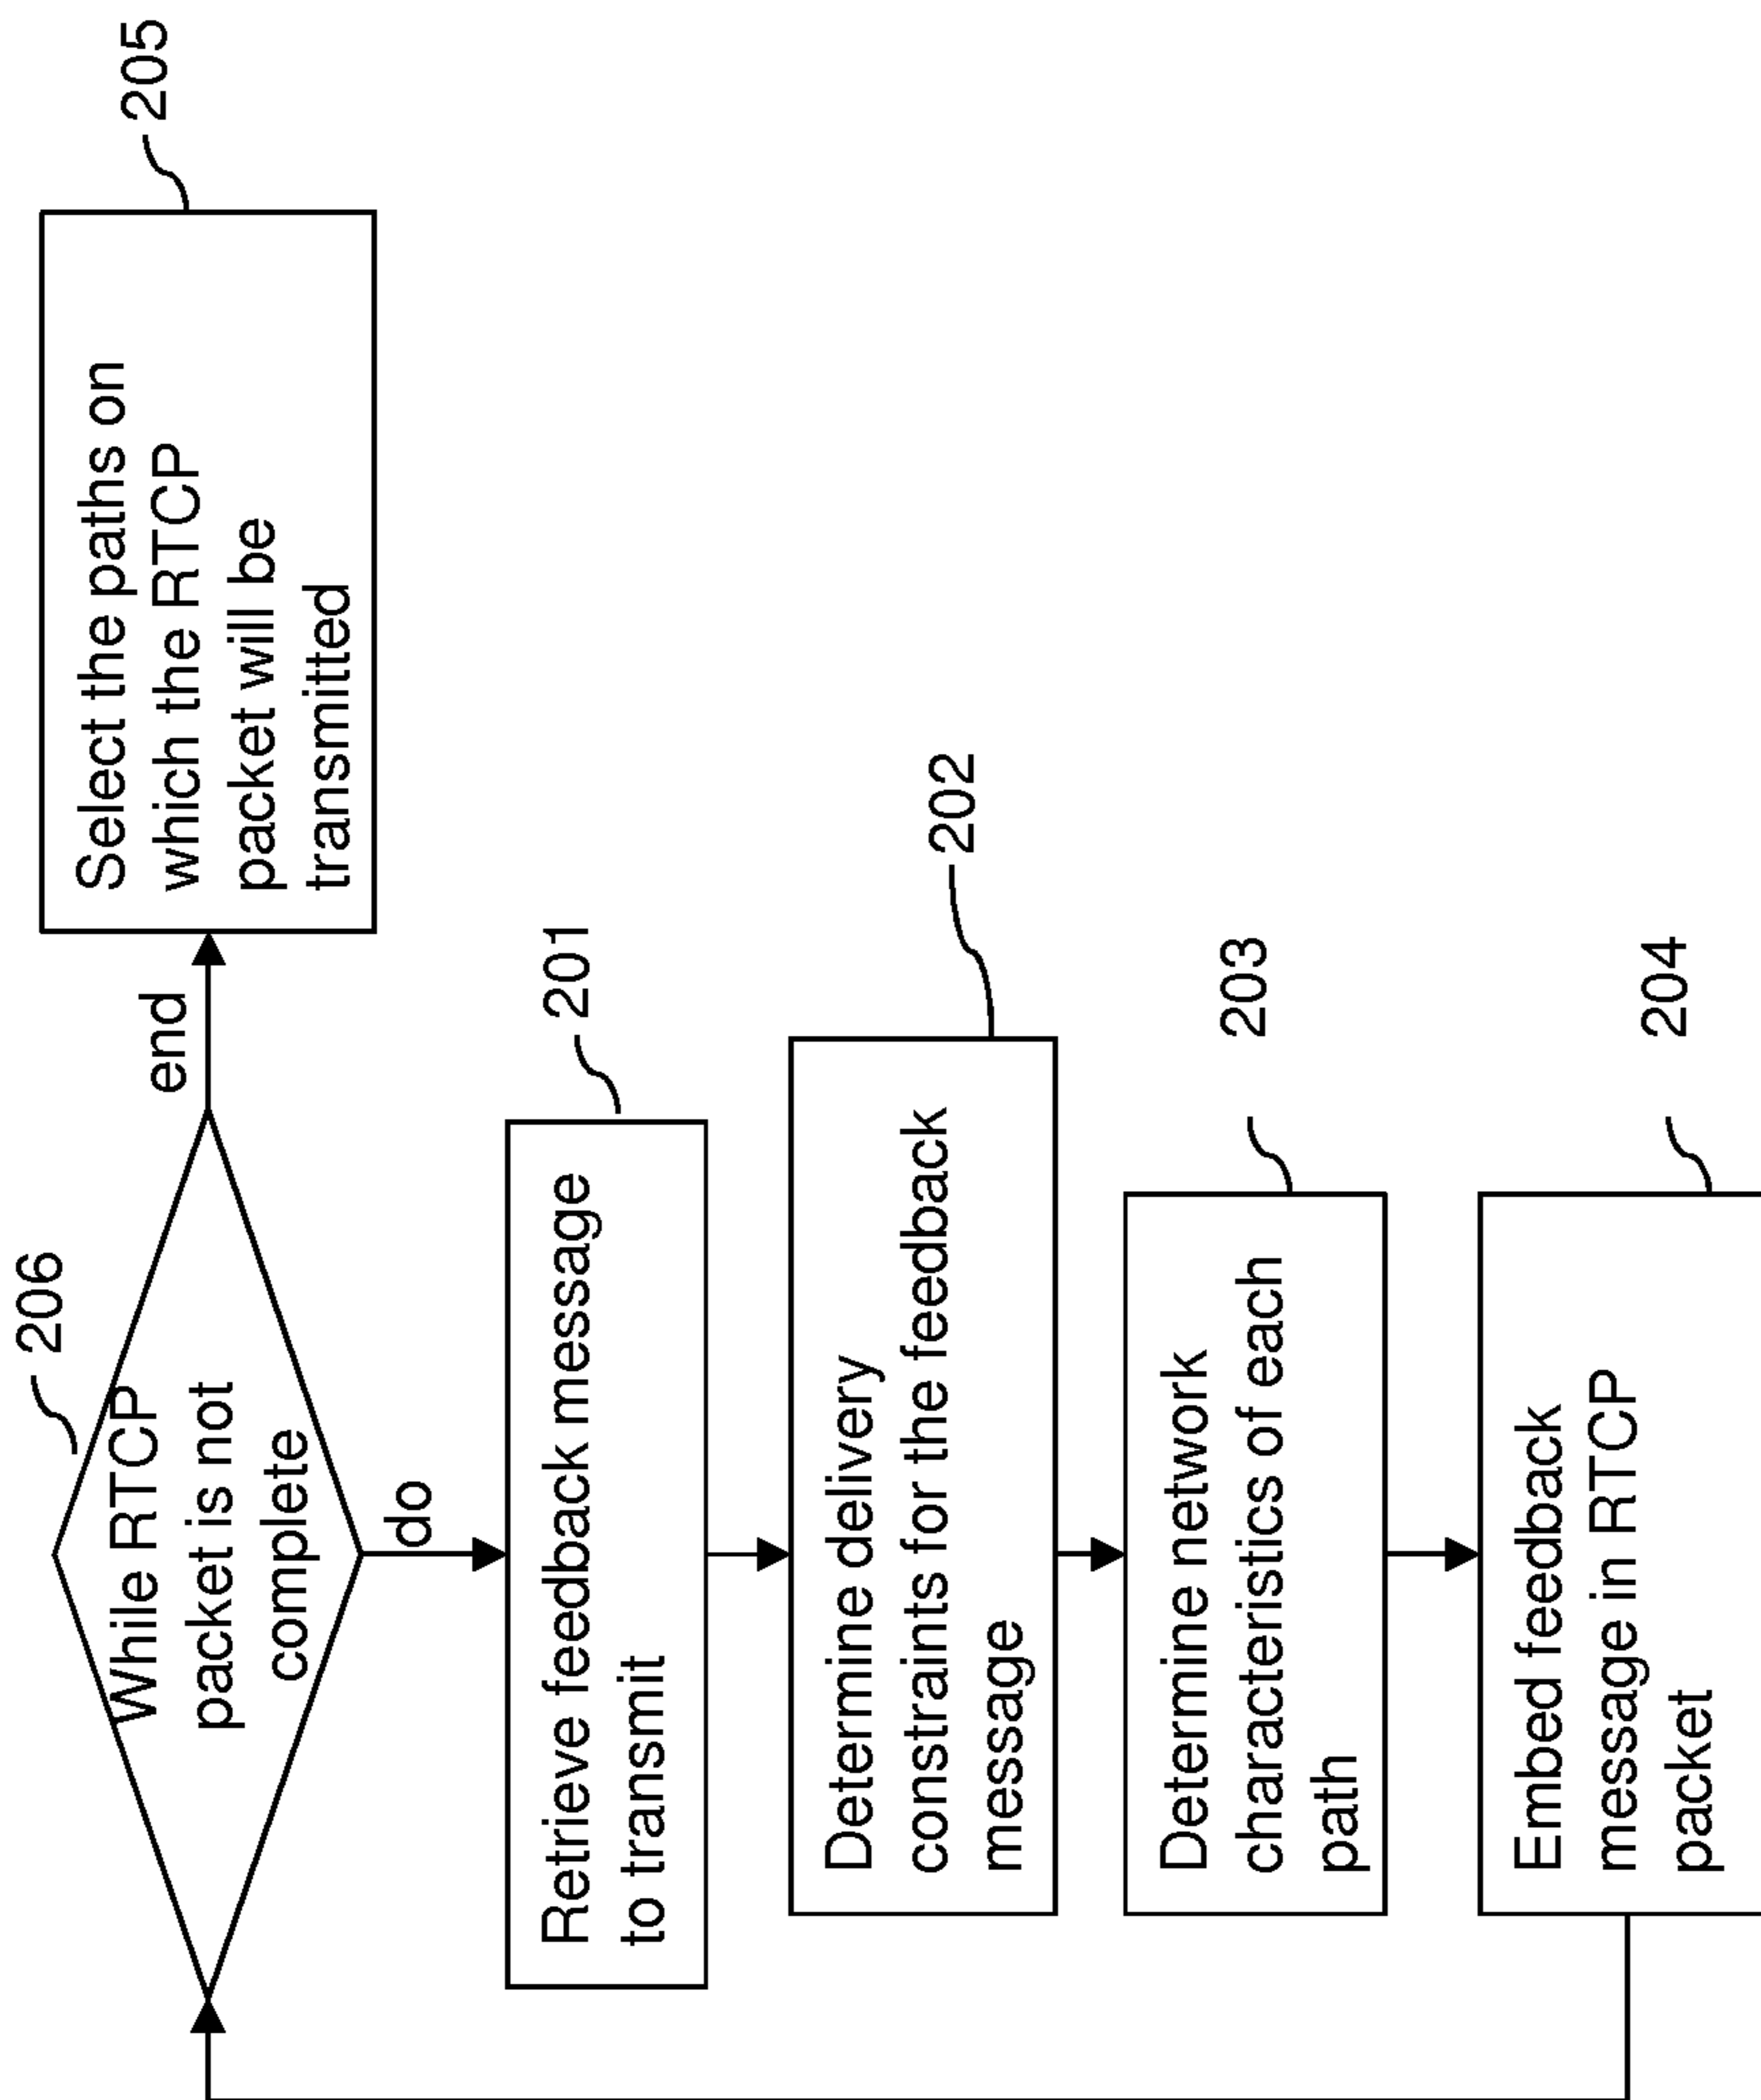 206
While RTCP
packet is not
complete
end
205
Select the paths on
which the RTCP
packet will be
transmitted
do
201
Retrieve feedback message
to transmit
202
Determine delivery
constraints for the feedback
message
203
Determine network
characteristics of each
path
204
Embed feedback
message in RTCP
packet